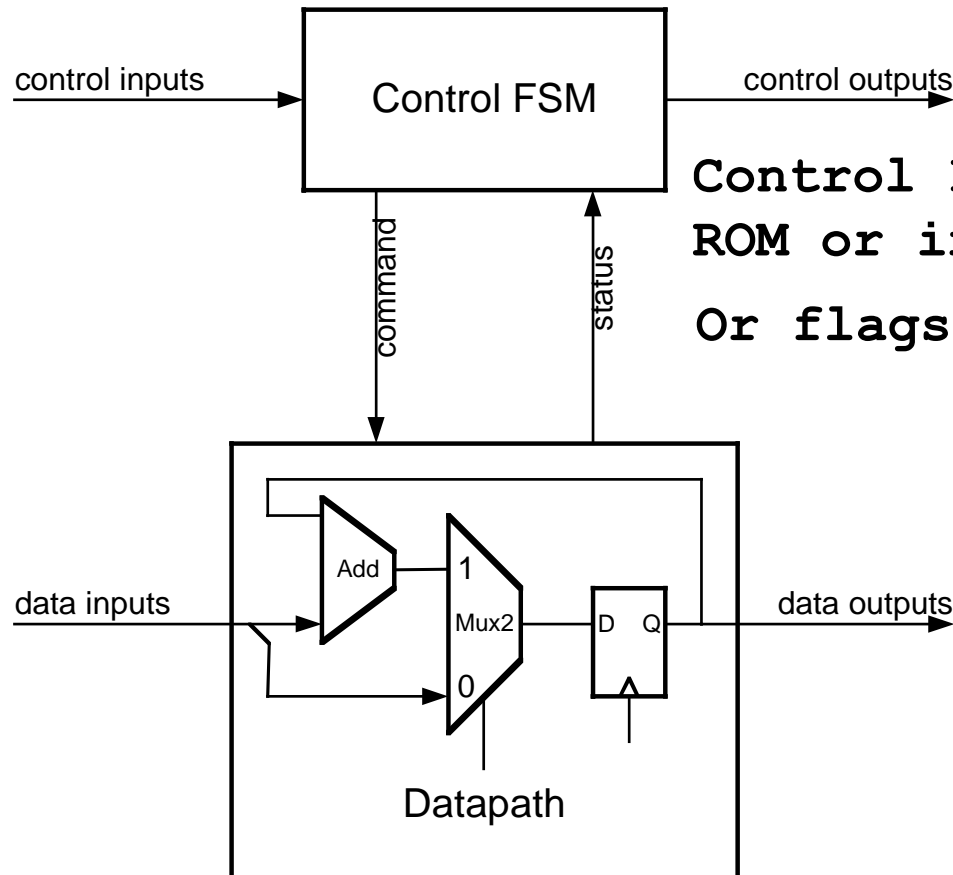 control inputs
Control FSM
control outputs
Control
ROM or
Or flags
command
status
Add
1
Mux2
0
D Q
data inputs
data outputs
Datapath